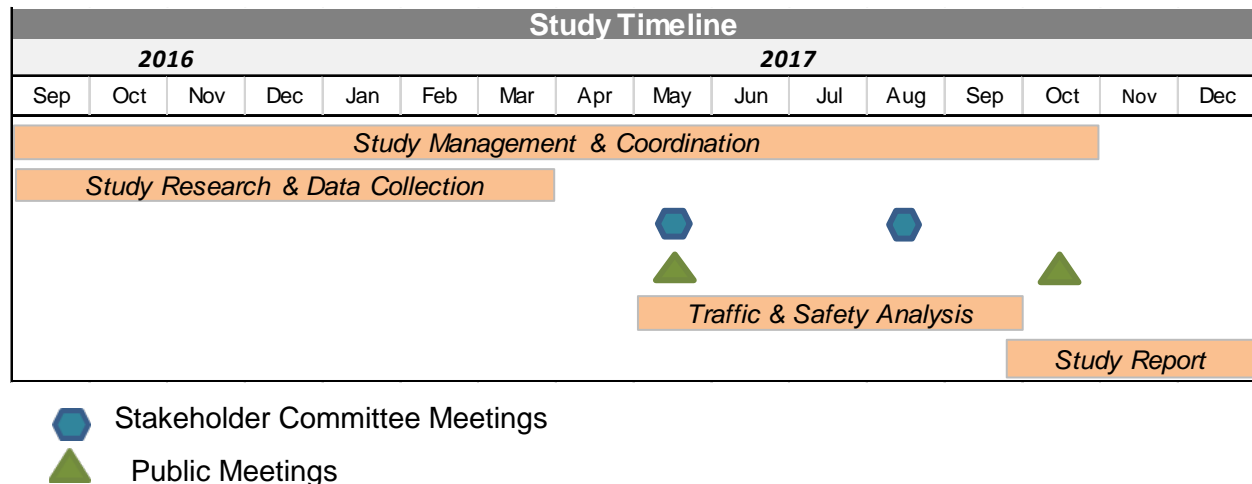 Study Timeline
2016 2017
Sep Oct Nov Dec Jan Feb Mar Apr May Jun Jul Aug Sep Oct Nov Dec
Study Management & Coordination
Study Research & Data Collection
Traffic & Safety Analysis
Study Report
Stakeholder Committee Meetings
Public Meetings